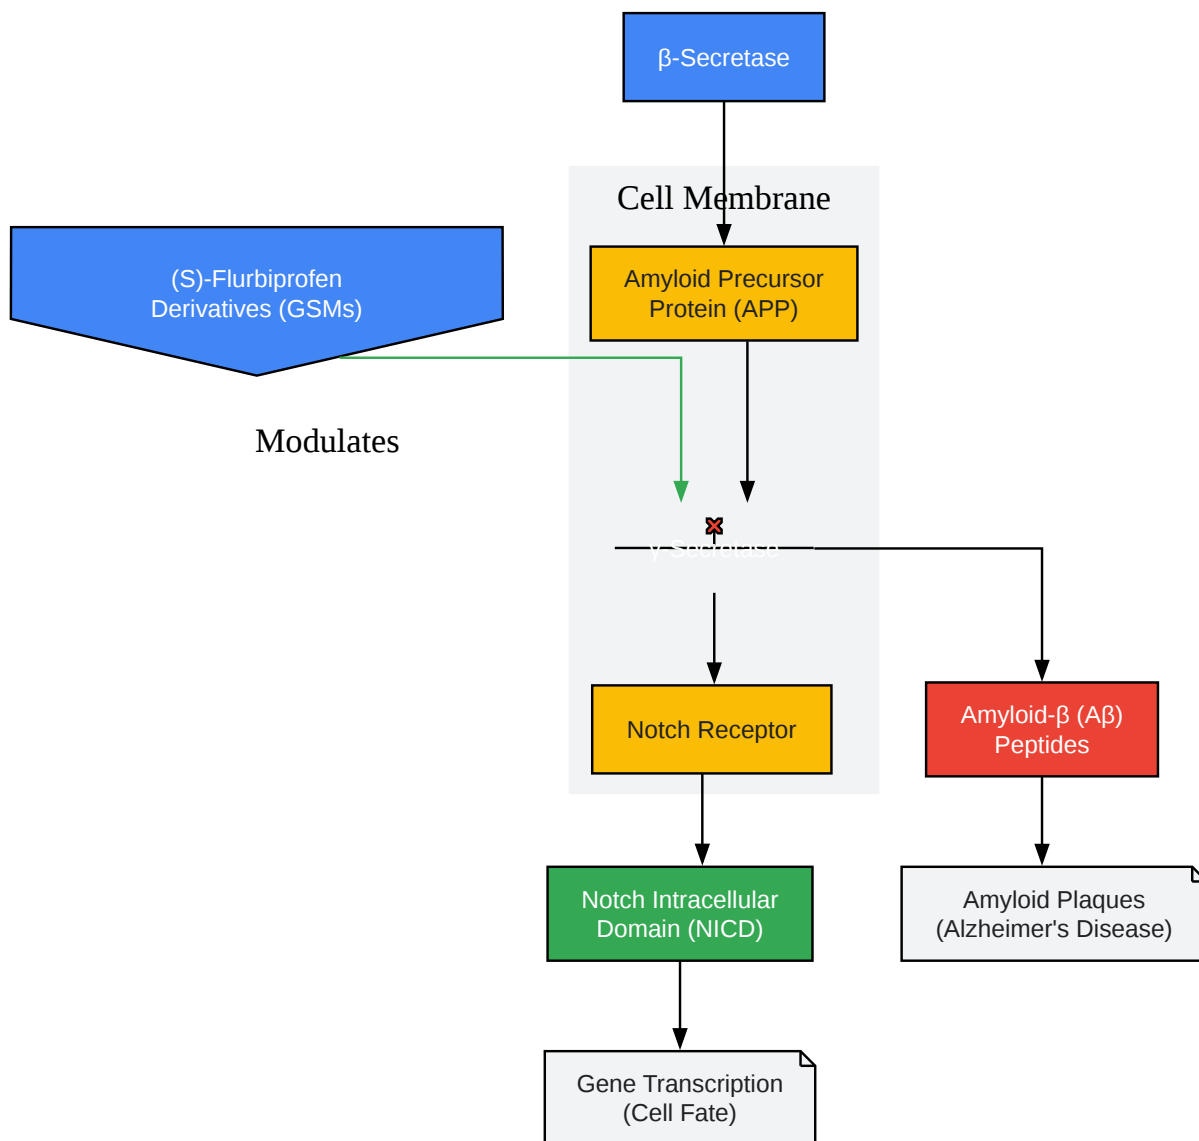 β-Secretase
Cell Membrane
(S)-Flurbiprofen
Derivatives (GSMs)
Amyloid Precursor
Protein (APP)
Modulates
γ-Secretase
Notch Receptor
Amyloid-β (Aβ)
Peptides
Notch Intracellular
Domain (NICD)
Amyloid Plaques
(Alzheimer's Disease)
Gene Transcription
(Cell Fate)